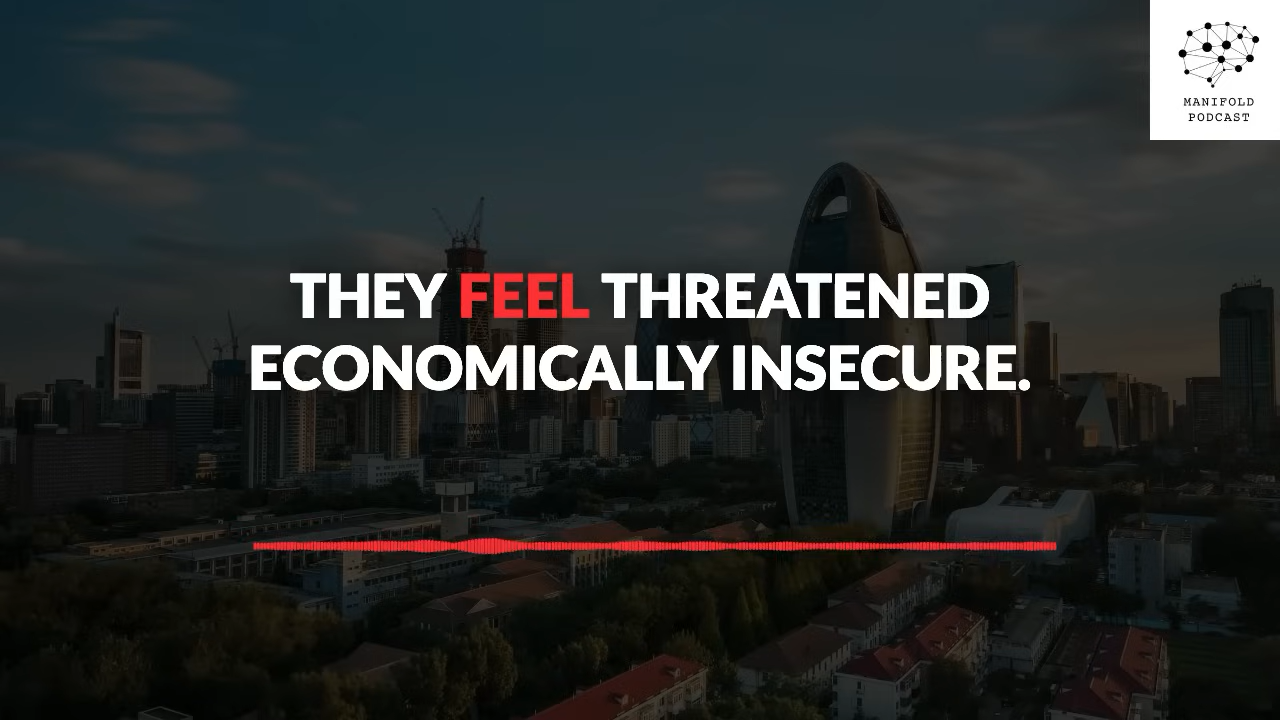 MANIFOLD
PODCAST
THEY FEEL THREATENED
ECONOMICALLY INSECURE.